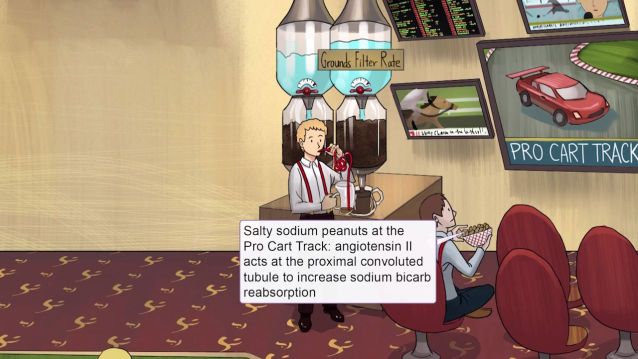 Grounds Filter Rate
PRO CART TRACK
Salty sodium peanuts at the
Pro Cart Track: angiotensin II
acts at the proximal convoluted
tubule to increase sodium bicarb
reabsorption